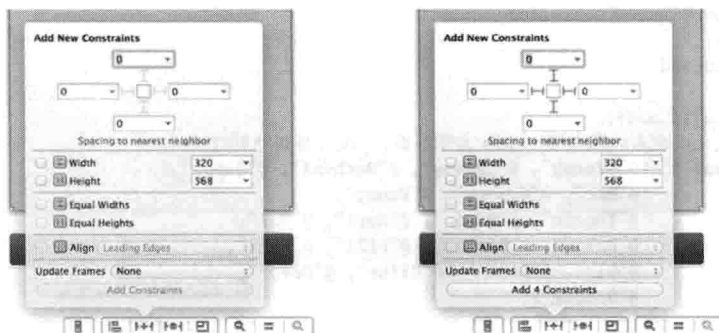 Add New Constraints
0
0
0
0
Spacing to nearest neighbor
Width 320
Height 568
Equal Widths
Equal Heights
Align Leading Edges
Update Frames None
Add Constraints
Add New Constraints
0
0
0
0
Spacing to nearest neighbor
Width 320
Height 568
Equal Widths
Equal Heights
Align Leading Edges
Update Frames None
Add 4 Constraints